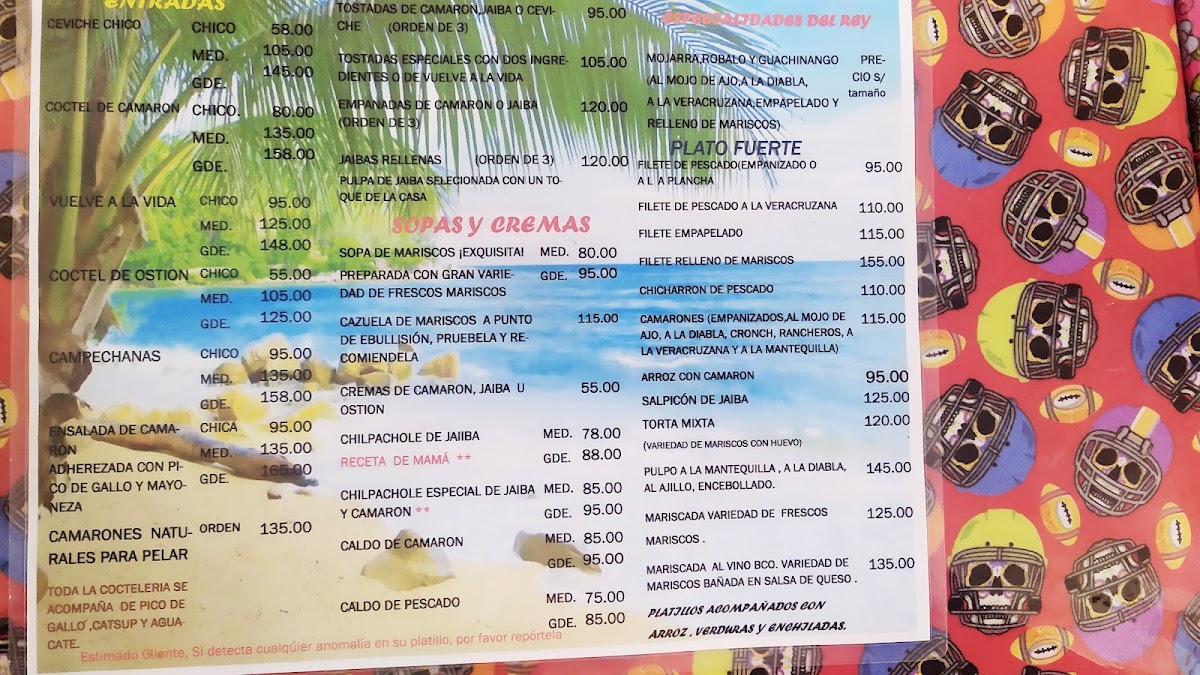 ENTRADAS
CEVICHE CHICO CHICO 58.00
MED. 105.00
GDE. 145.00
COCTEL DE CAMARON CHICO. 80.00
MED. 135.00
GDE. 158.00
VUELVE A LA VIDA CHICO 95.00
MED. 125.00
GDE. 148.00
COCTEL DE OSTION CHICO 55.00
MED. 105.00
GDE. 125.00
CAMPECHANAS CHICO 95.00
MED. 135.00
GDE. 158.00
ENSALADA DE CAMA- CHICA 95.00
RON MED. 135.00
ADHEREZADA CON PI- GDE. 165.00
CO DE GALLO Y MAYO-
NEZA
CAMARONES NATU- ORDEN 135.00
RALES PARA PELAR
TODA LA COCTELERIA SE
ACOMPAÑA DE PICO DE
GALLO ,CATSUP Y AGUA-
CATE.
TOSTADAS DE CAMARON,JAIBA O CEVI- 95.00
CHE (ORDEN DE 3)
TOSTADAS ESPECIALES CON DOS INGRE- 105.00
DIENTES O DE VUELVE A LA VIDA
EMPANADAS DE CAMARON O JAIBA 120.00
(ORDEN DE 3)
JAIBAS RELLENAS (ORDEN DE 3) 120.00
PULPA DE JAIBA SELECIONADA CON UN TO-
QUE DE LA CASA
SOPAS Y CREMAS
SOPA DE MARISCOS ¡EXQUISITA! MED. 80.00
PREPARADA CON GRAN VARIE- GDE. 95.00
DAD DE FRESCOS MARISCOS
CAZUELA DE MARISCOS A PUNTO 115.00
DE EBULLISIÓN, PRUEBELA Y RE-
COMIENDELA
CREMAS DE CAMARON, JAIBA U 55.00
OSTION
CHILPACHOLE DE JAIIBA MED. 78.00
RECETA DE MAMÁ ** GDE. 88.00
CHILPACHOLE ESPECIAL DE JAIBA MED. 85.00
Y CAMARON ** GDE. 95.00
CALDO DE CAMARON MED. 85.00
GDE. 95.00
CALDO DE PESCADO MED. 75.00
GDE. 85.00
ESPECIALIDADES DEL REY
MOJARRA,ROBALO Y GUACHINANGO PRE-
(AL MOJO DE AJO,A LA DIABLA, CIO S/
A LA VERACRUZANA,EMPAPELADO Y tamaño
RELLENO DE MARISCOS)
PLATO FUERTE
FILETE DE PESCADO(EMPANIZADO O 95.00
A L A PLANCHA
FILETE DE PESCADO A LA VERACRUZANA 110.00
FILETE EMPAPELADO 115.00
FILETE RELLENO DE MARISCOS 155.00
CHICHARRON DE PESCADO 110.00
CAMARONES (EMPANIZADOS,AL MOJO DE 115.00
AJO, A LA DIABLA, CRONCH, RANCHEROS, A
LA VERACRUZANA Y A LA MANTEQUILLA)
ARROZ CON CAMARON 95.00
SALPICÓN DE JAIBA 125.00
TORTA MIXTA 120.00
(VARIEDAD DE MARISCOS CON HUEVO)
PULPO A LA MANTEQUILLA , A LA DIABLA, 145.00
AL AJILLO, ENCEBOLLADO.
MARISCADA VARIEDAD DE FRESCOS 125.00
MARISCOS .
MARISCADA AL VINO BCO. VARIEDAD DE 135.00
MARISCOS BAÑADA EN SALSA DE QUESO .
PLATILLOS ACOMPAÑADOS CON
ARROZ , VERDURAS Y ENCHILADAS.
Estimado Cliente, Si detecta cualquier anomalía en su platillo, por favor repórtela